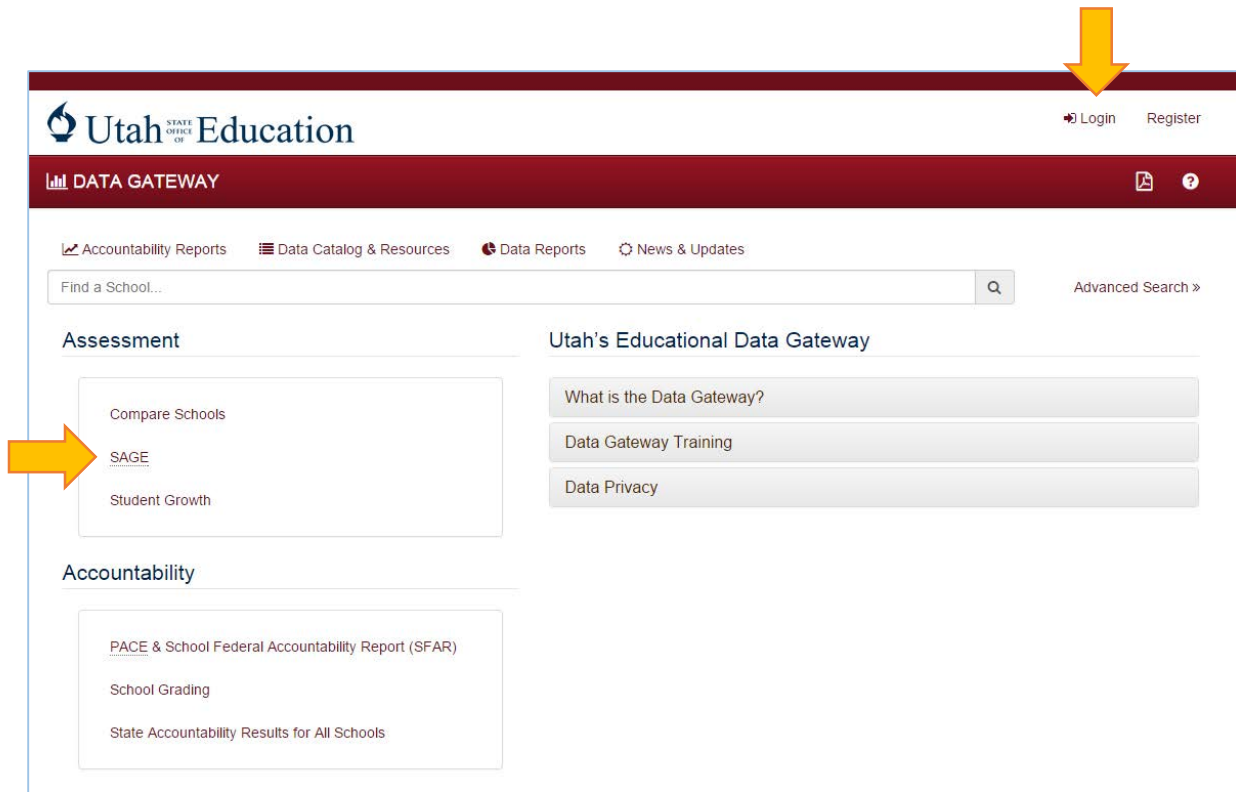 Utah STATE OFFICE OF Education
Login Register
DATA GATEWAY
Accountability Reports Data Catalog & Resources Data Reports News & Updates
Find a School...
Advanced Search »
Assessment
Compare Schools
SAGE
Student Growth
Utah's Educational Data Gateway
What is the Data Gateway?
Data Gateway Training
Data Privacy
Accountability
PACE & School Federal Accountability Report (SFAR)
School Grading
State Accountability Results for All Schools